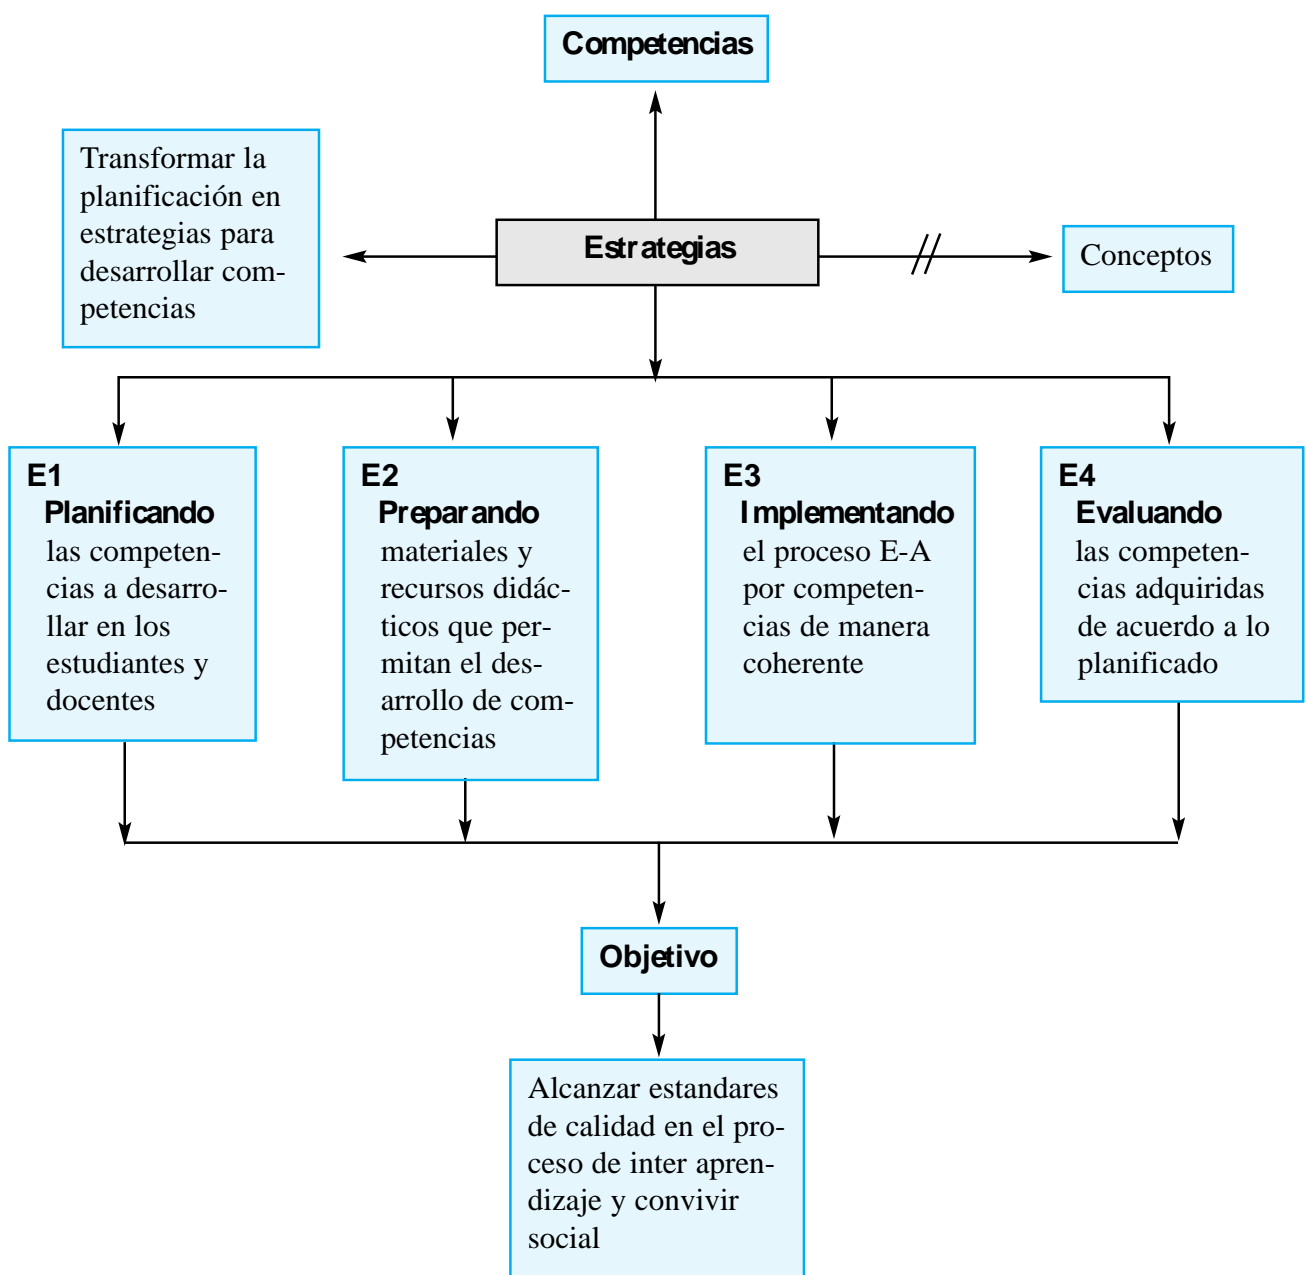 Competencias
Transformar la
planificación en
estrategias para
desarrollar com-
petencias
Estrategias
Conceptos
E1
Planificando
las competen-
cias a desarro-
llar en los
estudiantes y
docentes
E2
Preparando
materiales y
recursos didác-
ticos que per-
mitan el des-
arrollo de com-
petencias
E3
Implementando
el proceso E-A
por competen-
cias de manera
coherente
E4
Evaluando
las competen-
cias adquiridas
de acuerdo a lo
planificado
Objetivo
Alcanzar estandares
de calidad en el pro-
ceso de inter apren-
dizaje y convivir
social